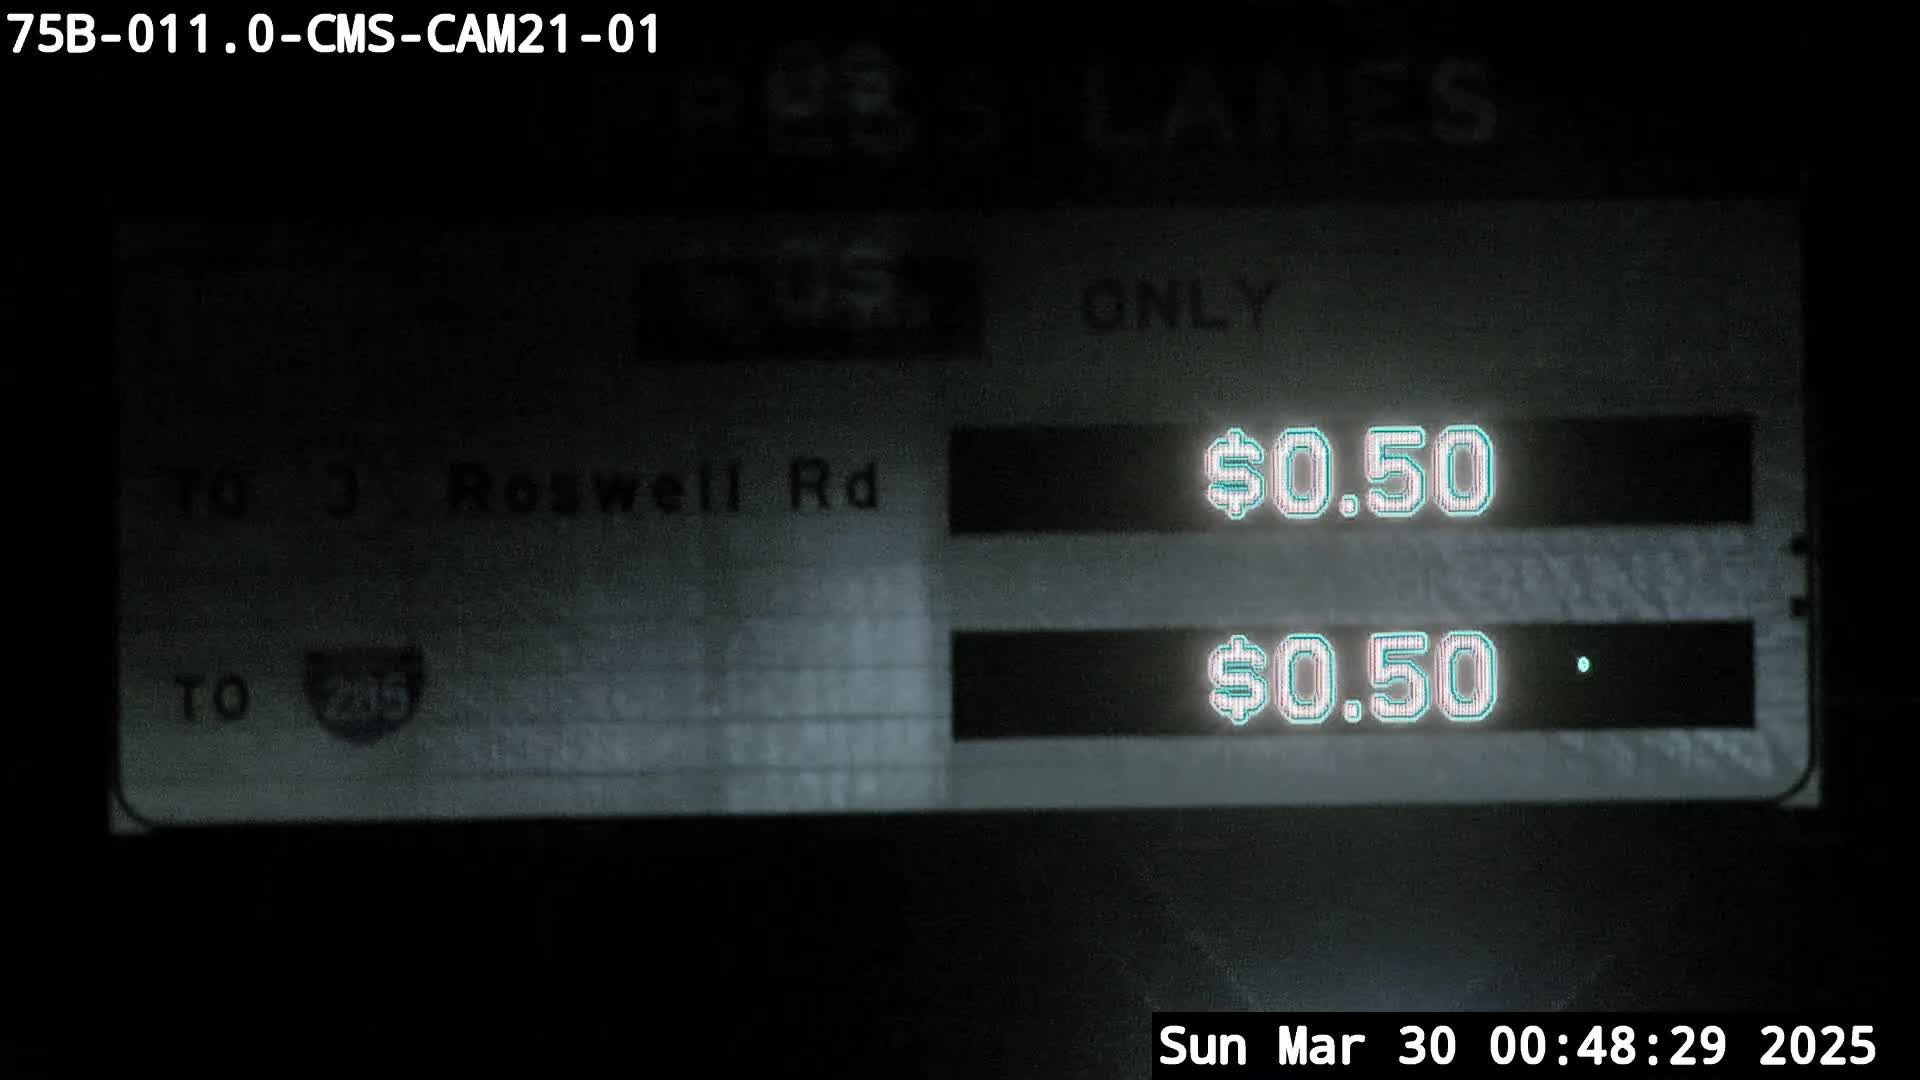 75B-011.0-CMS-CAM21-01
LANES
ONLY
TO J Roswell Rd $0.50
TO $0.50
Sun Mar 30 00:48:29 2025